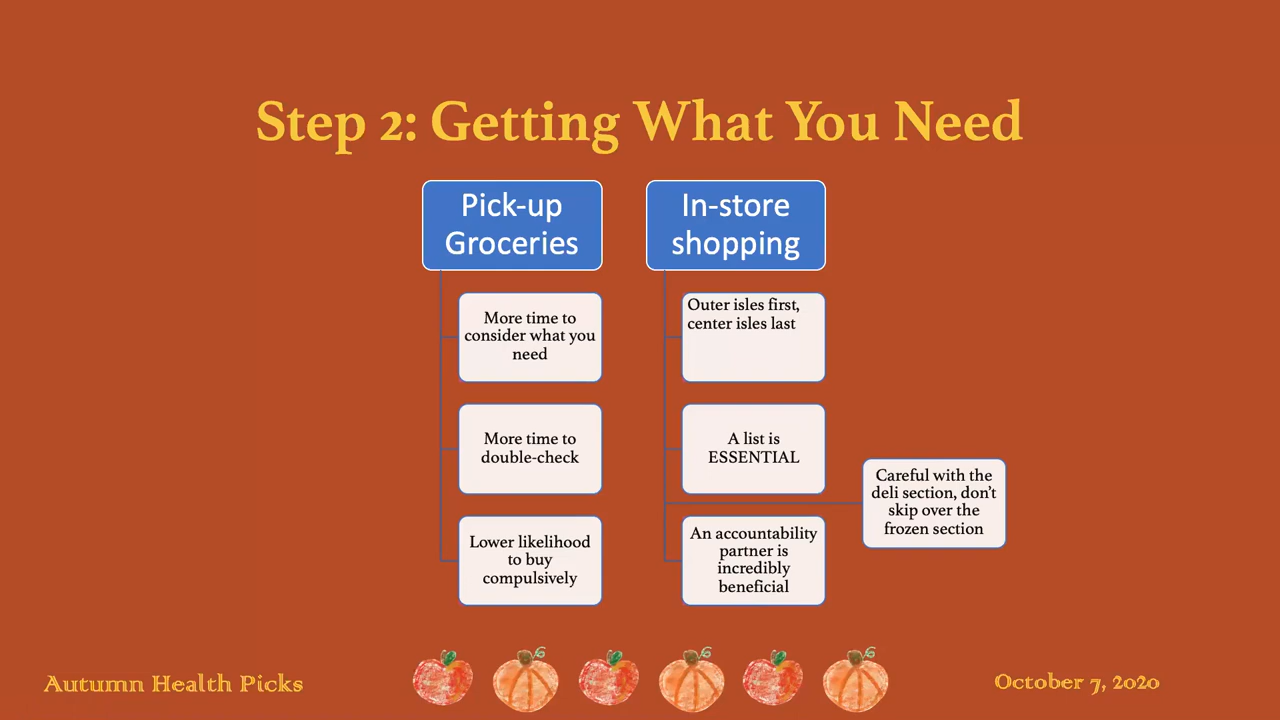 Step 2: Getting What You Need
Pick-up
Groceries
More time to
consider what you
need
More time to
double-check
Lower likelihood
to buy
compulsively
In-store
shopping
Outer isles first,
center isles last
A list is
ESSENTIAL
An accountability
partner is
incredibly
beneficial
Careful with the
deli section, don't
skip over the
frozen section
Autumn Health Picks
October 7, 2020